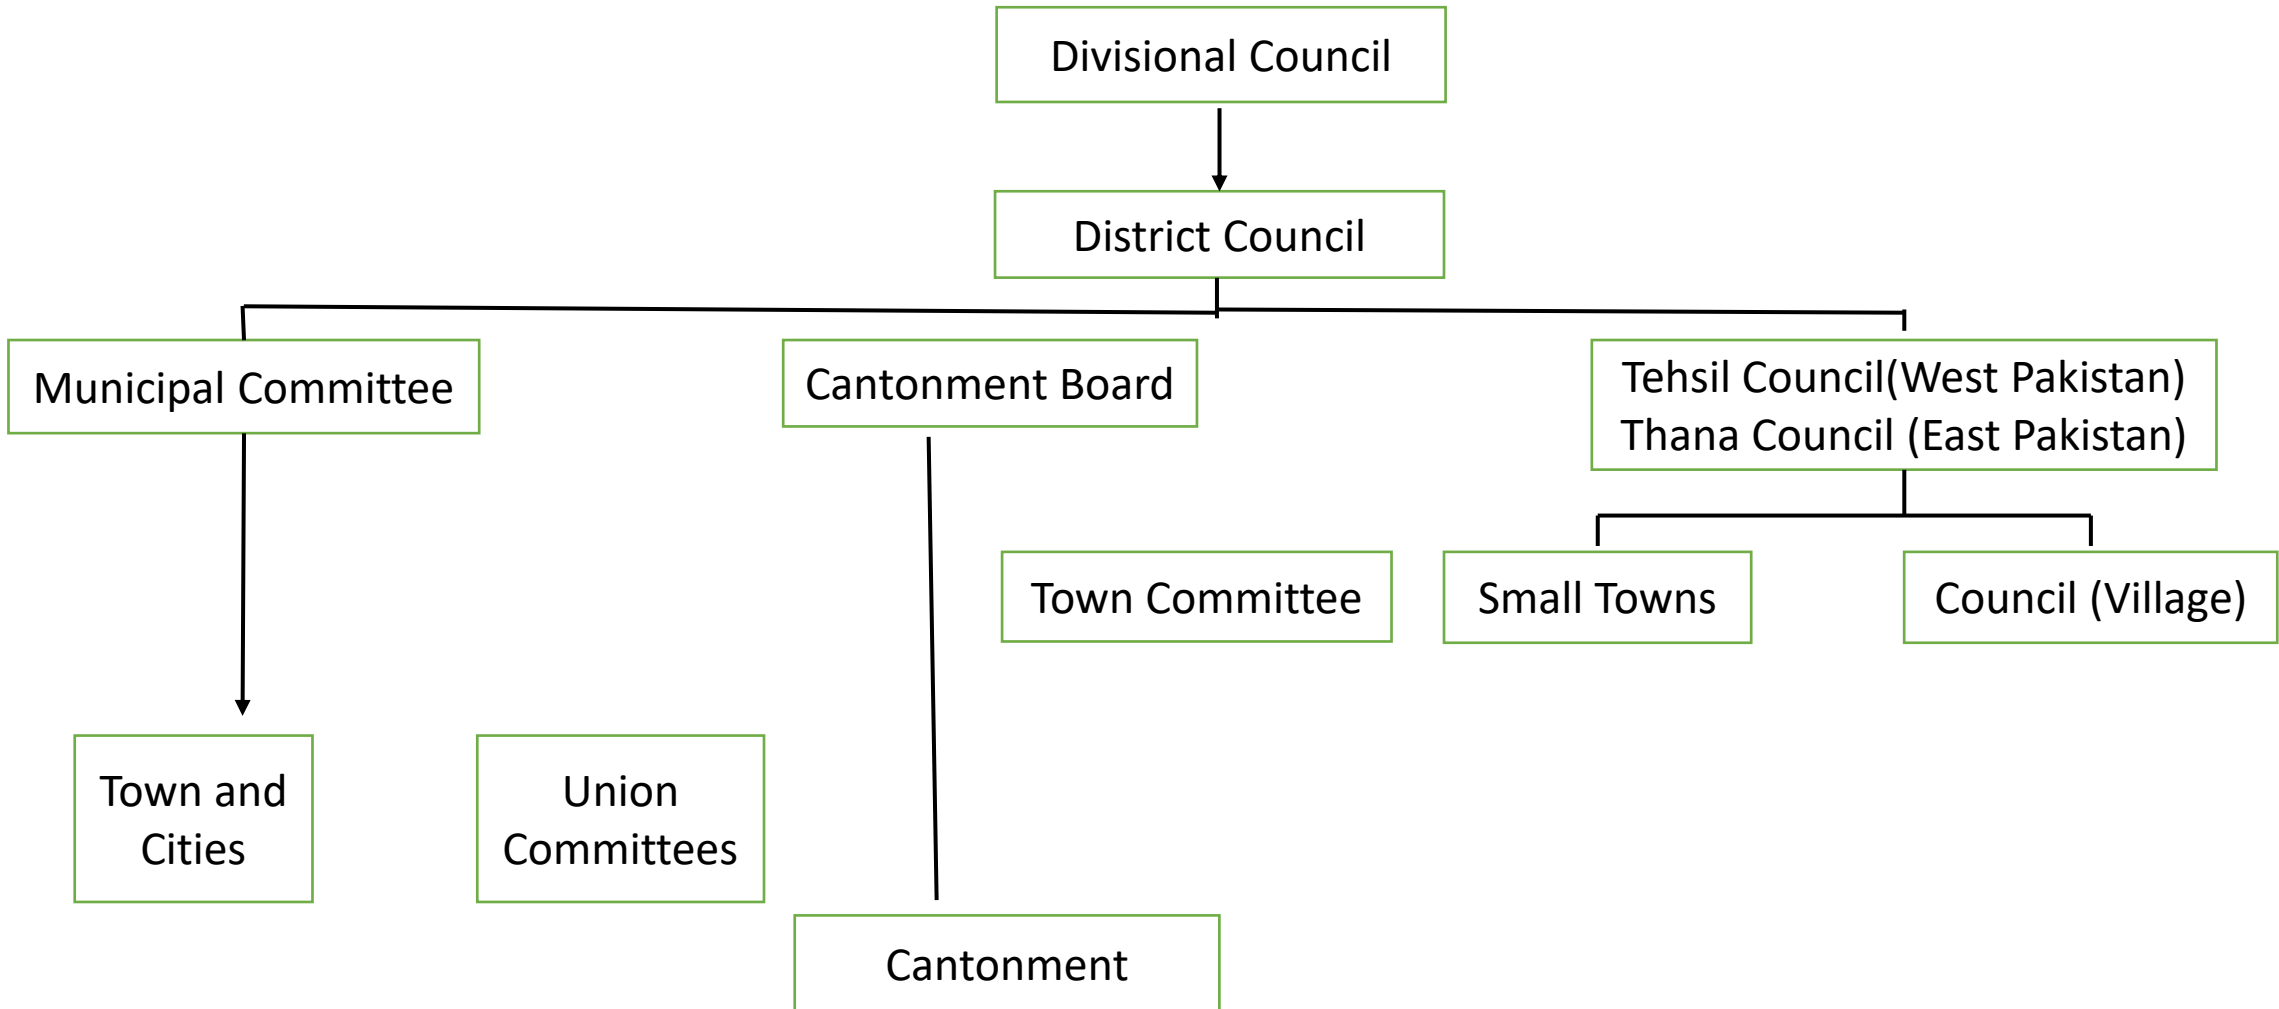 Divisional Council
District Council
Municipal Committee
Cantonment Board
Tehsil Council(West Pakistan)
Thana Council (East Pakistan)
Town Committee
Small Towns
Council (Village)
Town and
Cities
Union
Committees
Cantonment